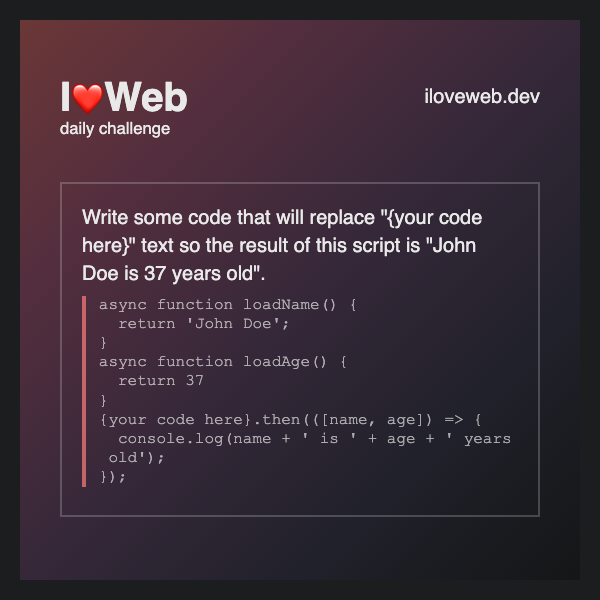 I❤️Web
iloveweb.dev
daily challenge
Write some code that will replace "{your code
here}" text so the result of this script is "John
Doe is 37 years old".
async function loadName() {
  return 'John Doe';
}
async function loadAge() {
  return 37
}
{your code here}.then(([name, age]) => {
  console.log(name + ' is ' + age + ' years
 old');
});